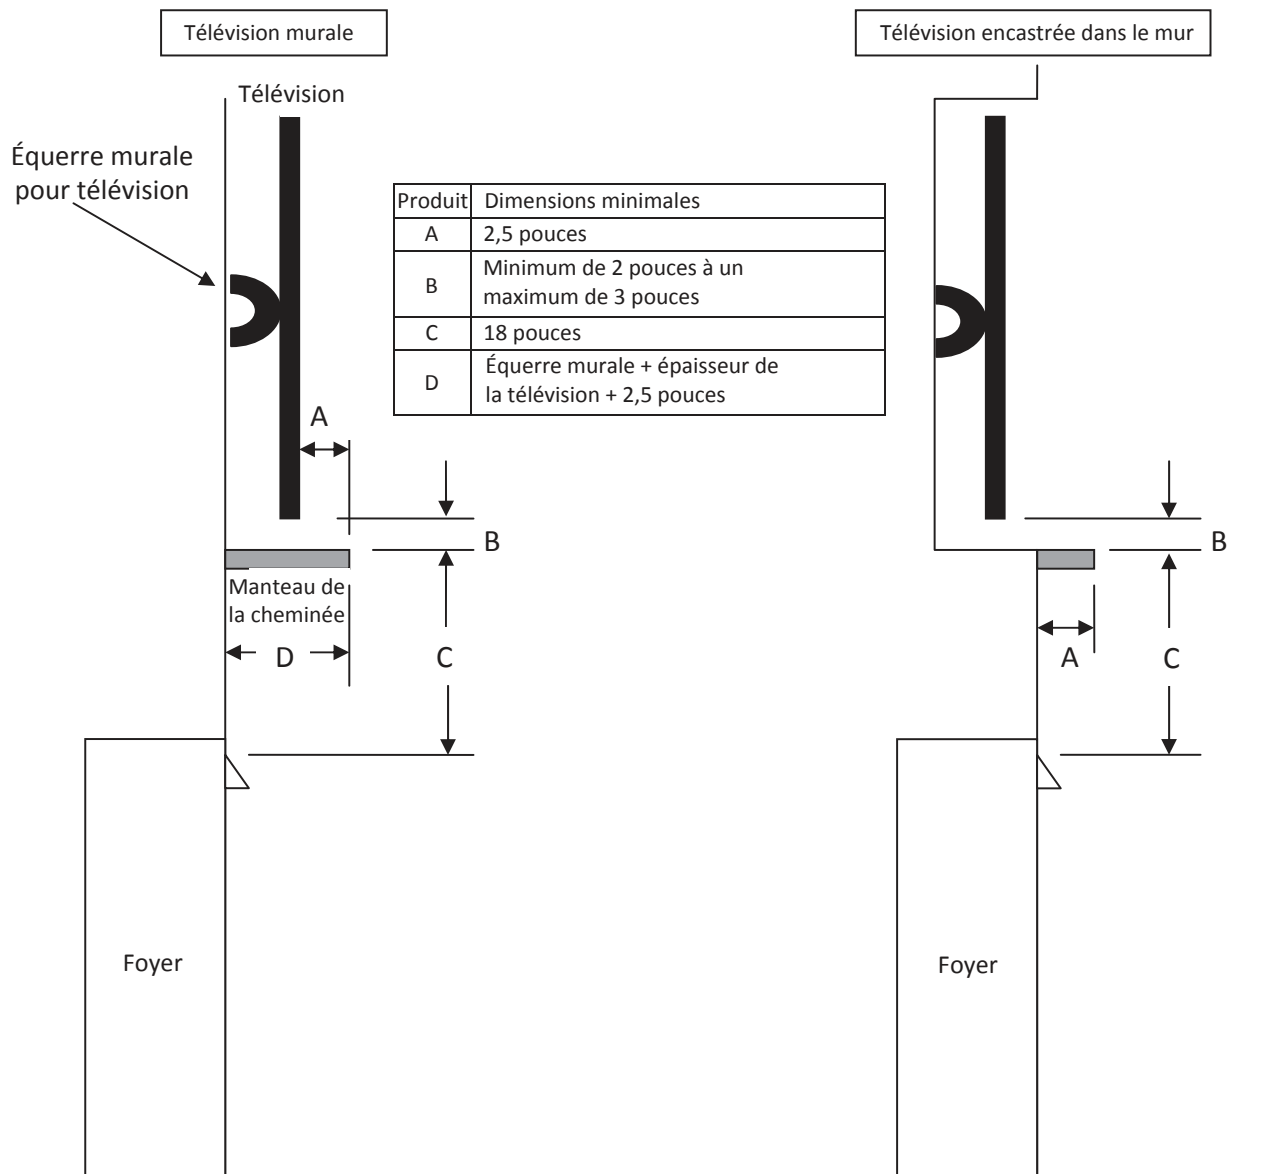 Télévision murale
Télévision encastrée dans le mur
Télévision
Équerre murale
pour télévision
Produit Dimensions minimales
A 2,5 pouces
B Minimum de 2 pouces à un
maximum de 3 pouces
C 18 pouces
D Équerre murale + épaisseur de
la télévision + 2,5 pouces
A
B
Manteau de
la cheminée
D
C
B
A
C
Foyer
Foyer